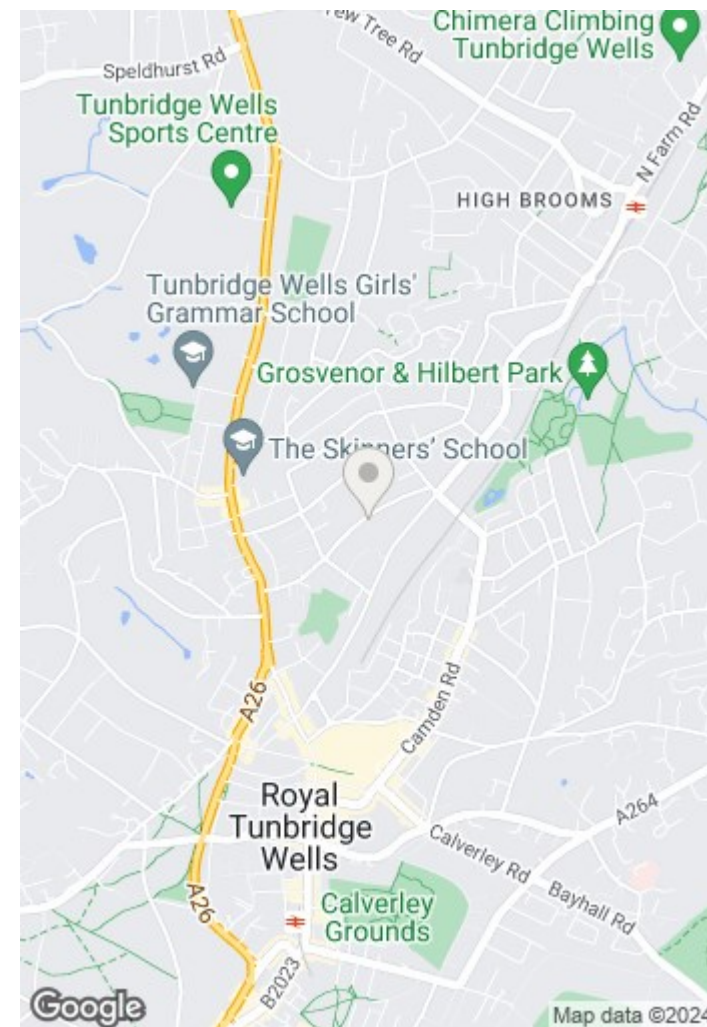 Chimera Climbing
Tunbridge Wells
Yew Tree Rd
Speldhurst Rd
Tunbridge Wells
Sports Centre
N Farm Rd
HIGH BROOMS
Tunbridge Wells Girls'
Grammar School
Grosvenor & Hilbert Park
The Skinners' School
A26
Camden Rd
Royal
Tunbridge
Wells
A264
Calverley Rd
A26
Bayhall Rd
Calverley
Grounds
B2023
Google
Map data ©2024